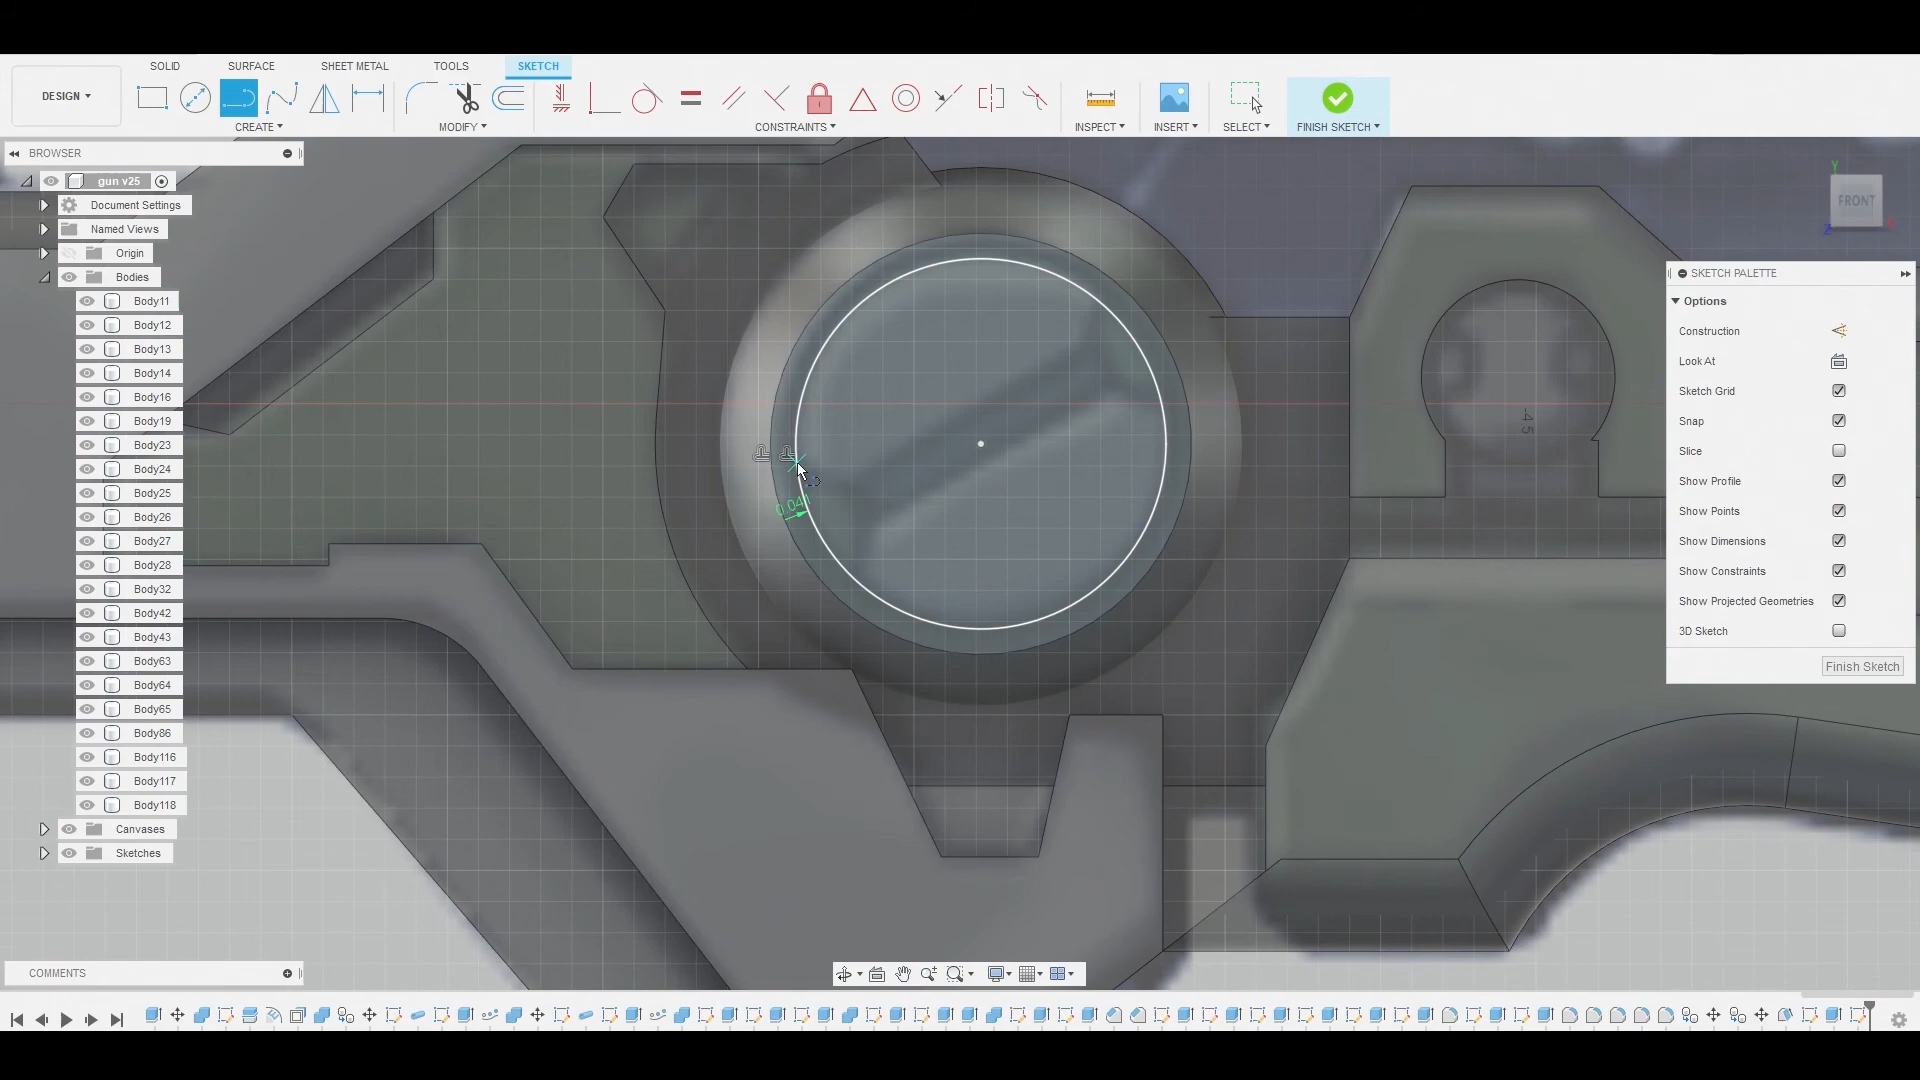 SOLID SURFACE SHEET METAL TOOLS SKETCH
DESIGN
CREATE MODIFY CONSTRAINTS INSPECT INSERT SELECT FINISH SKETCH
BROWSER
gun v25
Document Settings
Named Views
Origin
Bodies
Body11
Body12
Body13
Body14
Body16
Body19
Body23
Body24
Body25
Body26
Body27
Body28
Body32
Body42
Body43
Body63
Body64
Body65
Body86
Body116
Body117
Body118
Canvases
Sketches
COMMENTS
-45
Y
FRONT
Z
X
SKETCH PALETTE
Options
Construction
Look At
Sketch Grid
Snap
Slice
Show Profile
Show Points
Show Dimensions
Show Constraints
Show Projected Geometries
3D Sketch
Finish Sketch